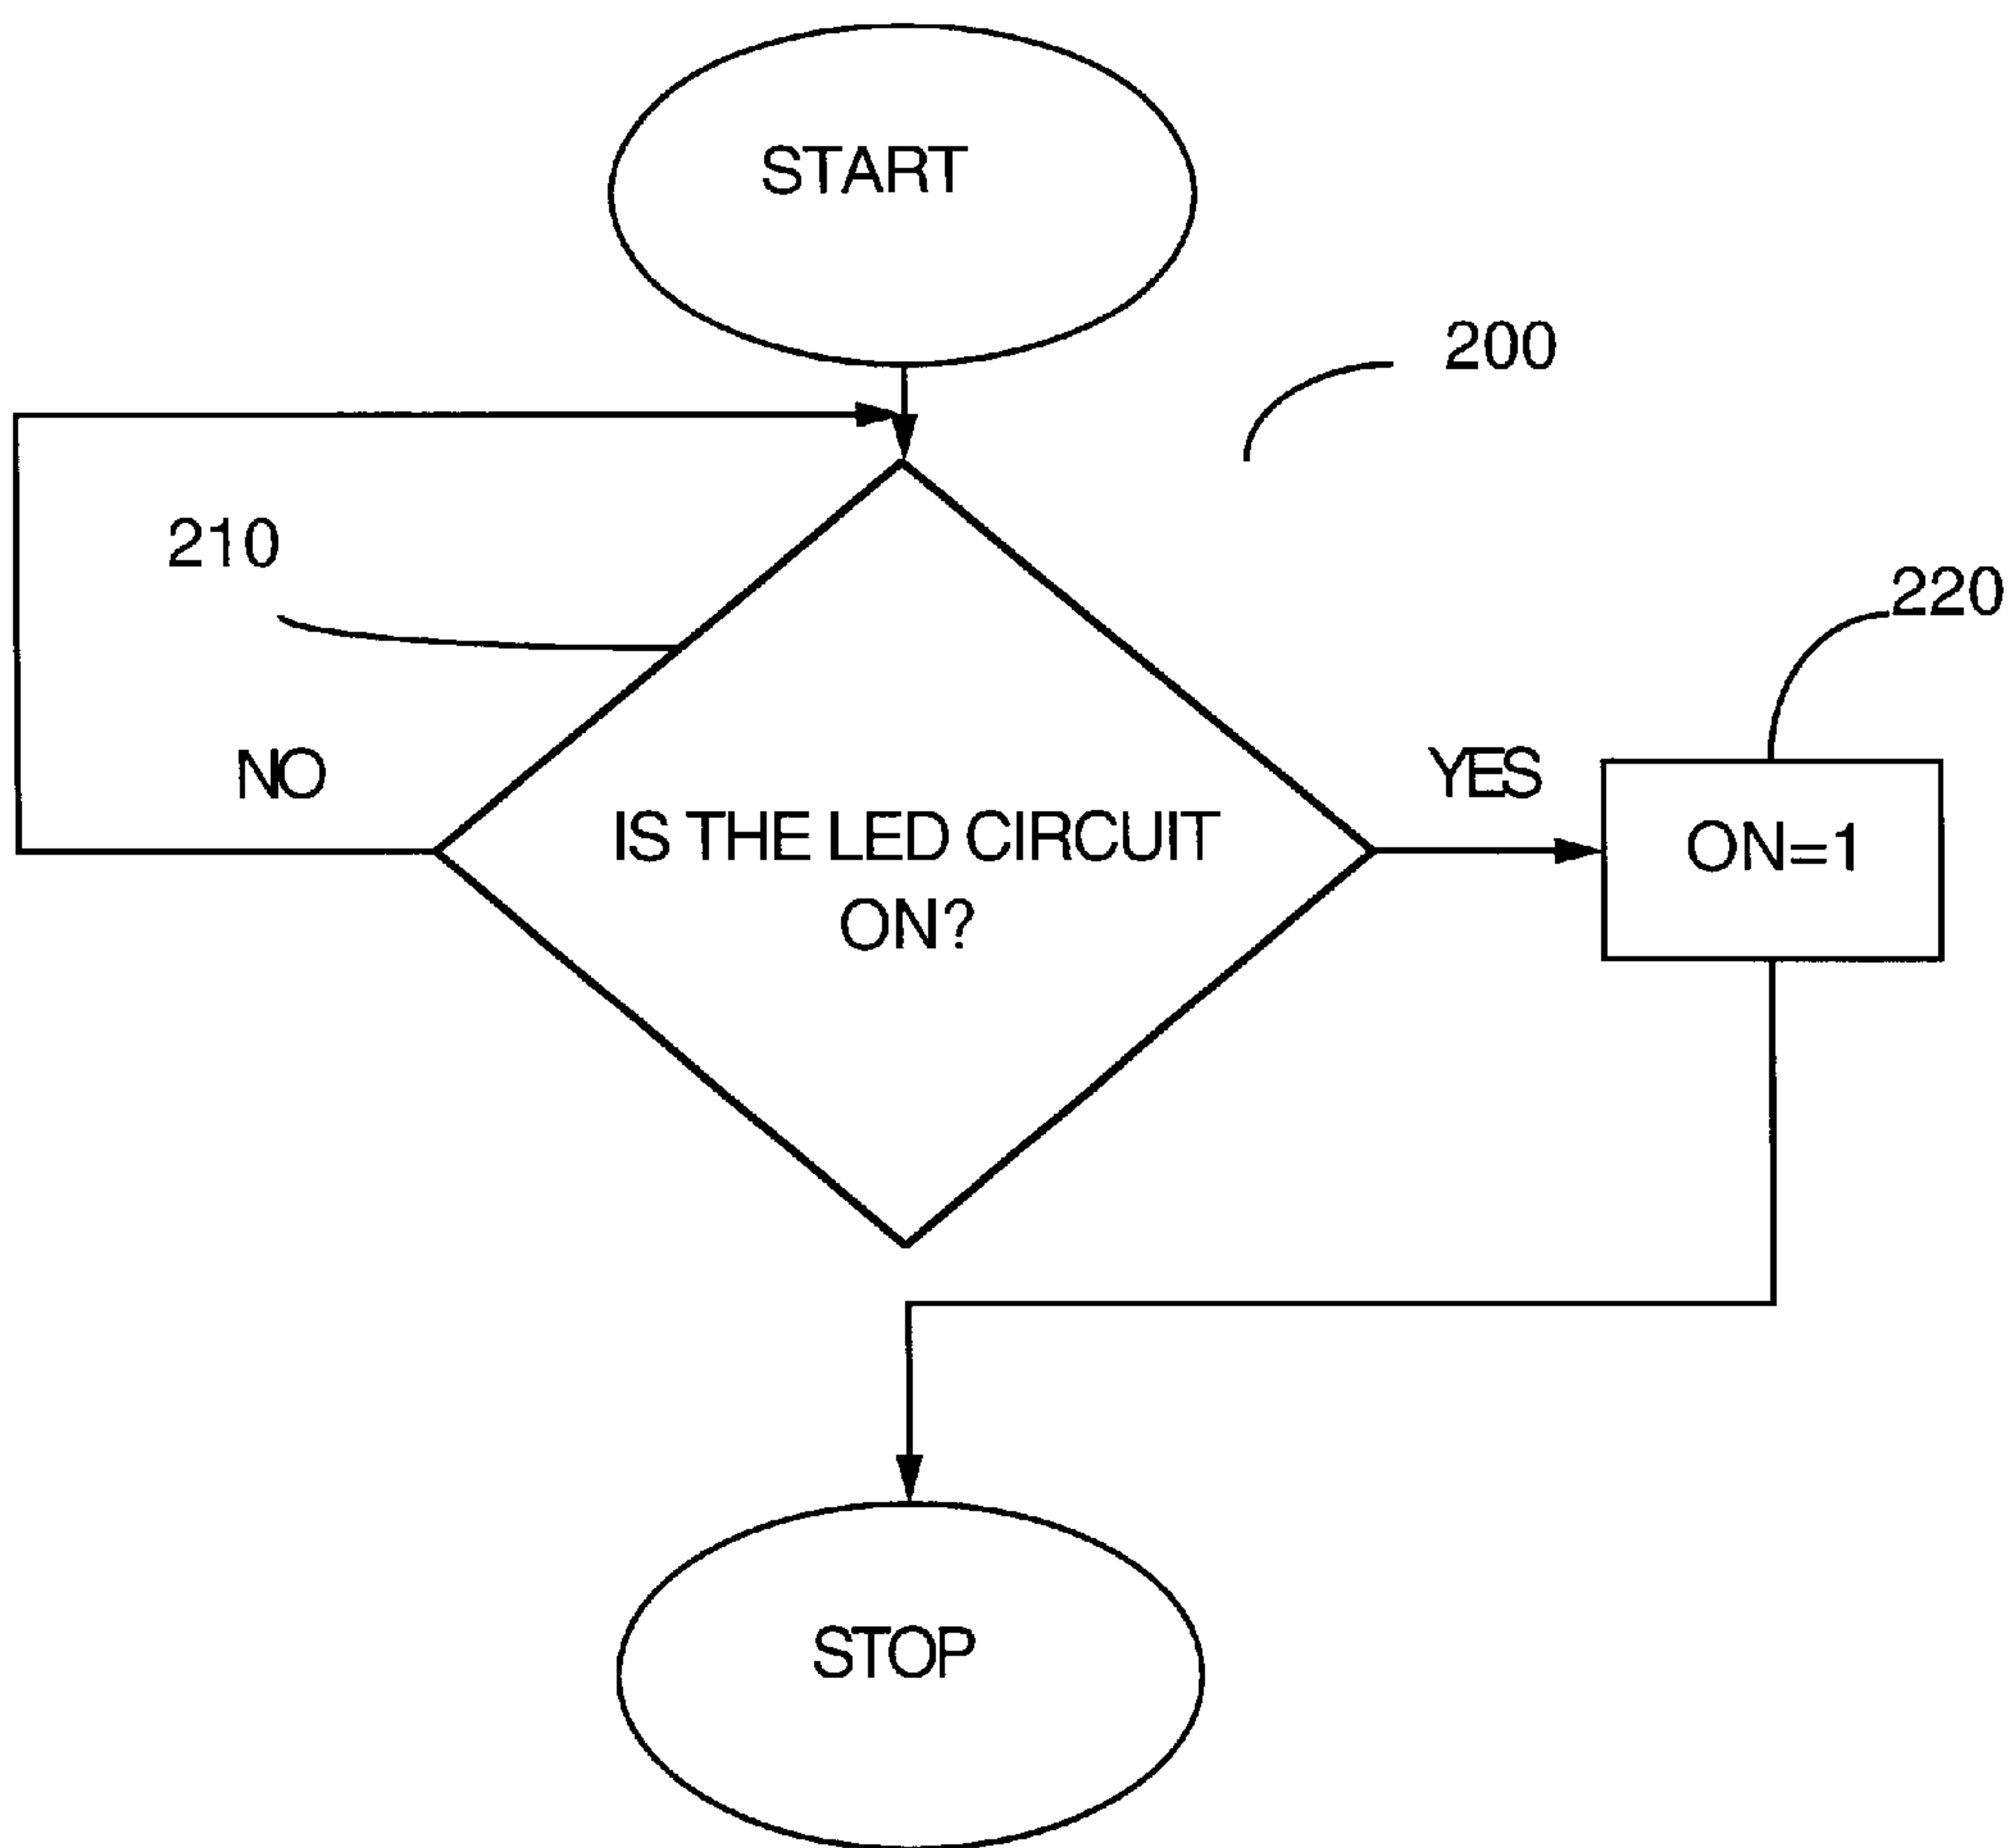 START
200
210
220
NO
YES
IS THE LED CIRCUIT
ON?
ON=1
STOP